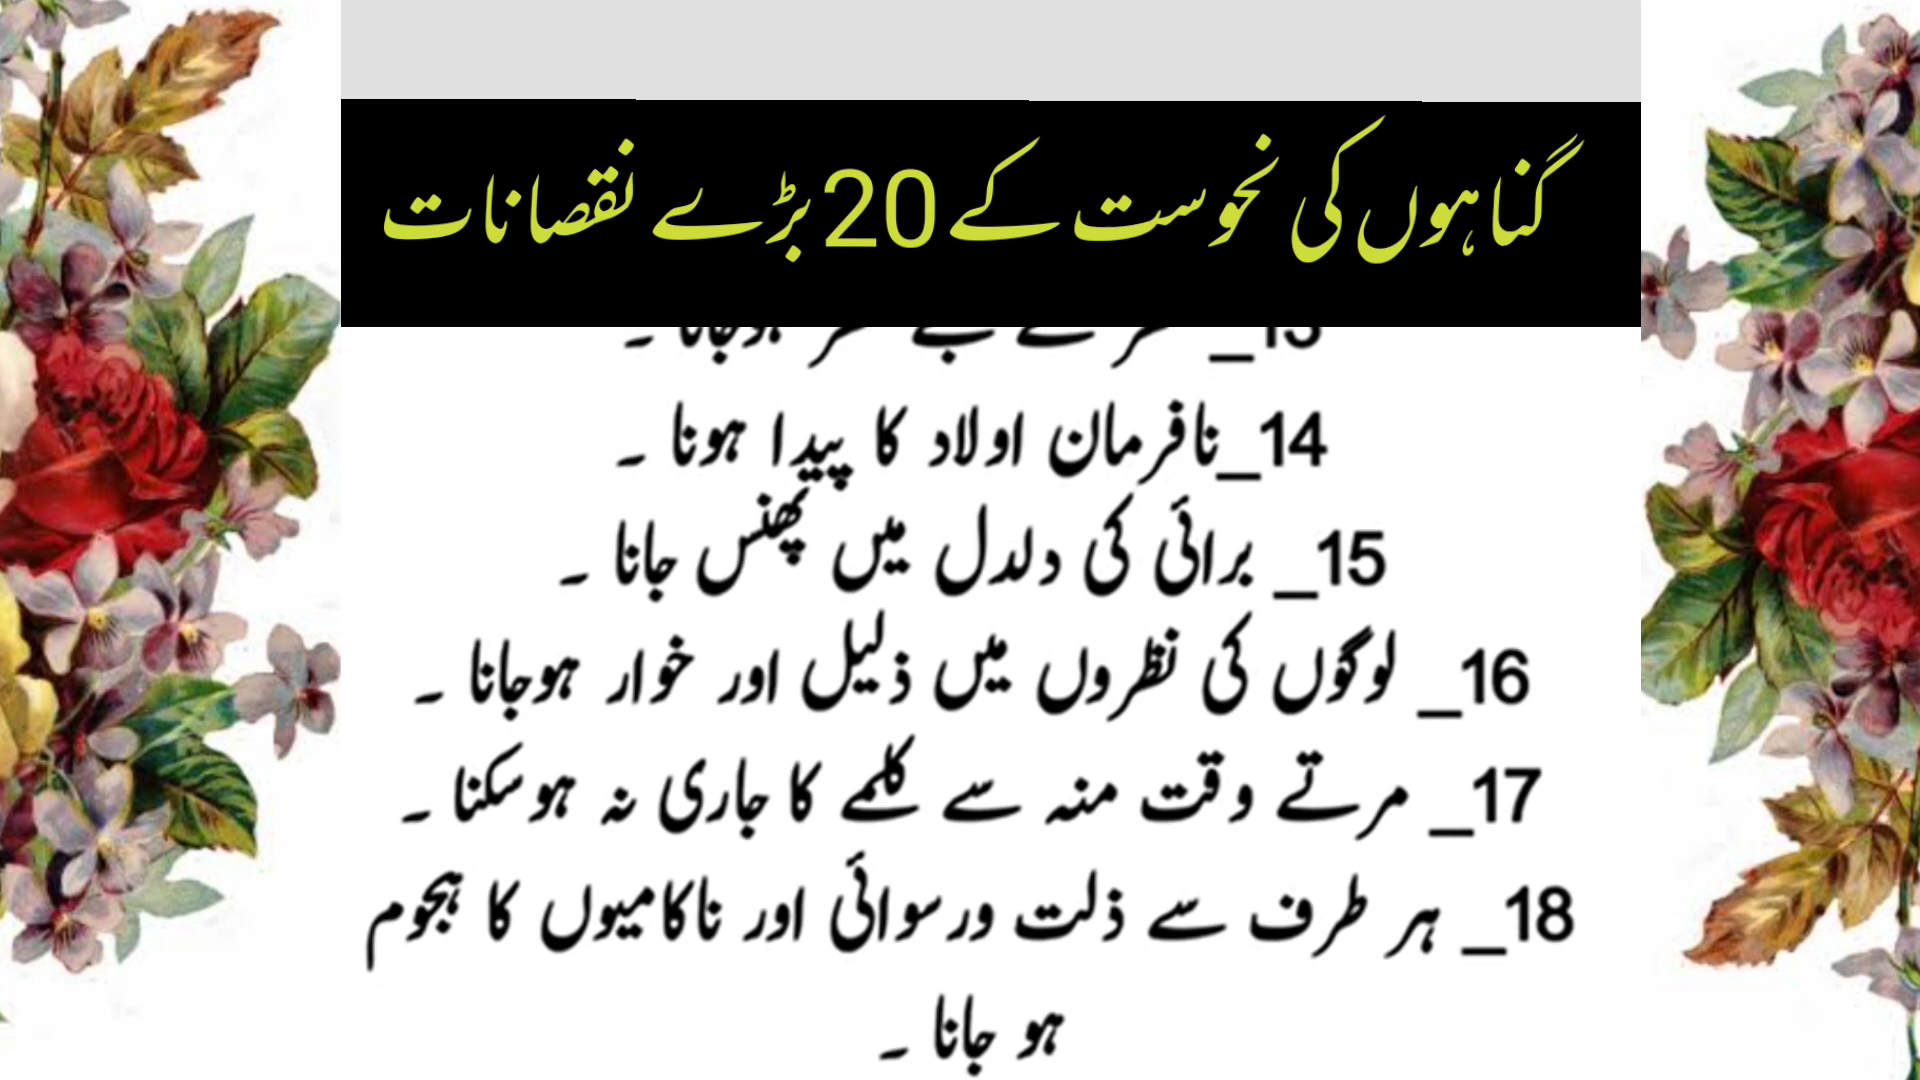 گناہوں کی نحوست کے 20 بڑے نقصانات
14_نافرمان اولاد کا پیدا ہونا ۔
15_ برائی کی دلدل میں پھنس جانا ۔
16_ لوگوں کی نظروں میں ذلیل اور خوار ہوجانا ۔
17_ مرتے وقت منہ سے کلمے کا جاری نہ ہوسکنا ۔
18_ ہر طرف سے ذلت ورسوائی اور ناکامیوں کا ہجوم
ہو جانا ۔